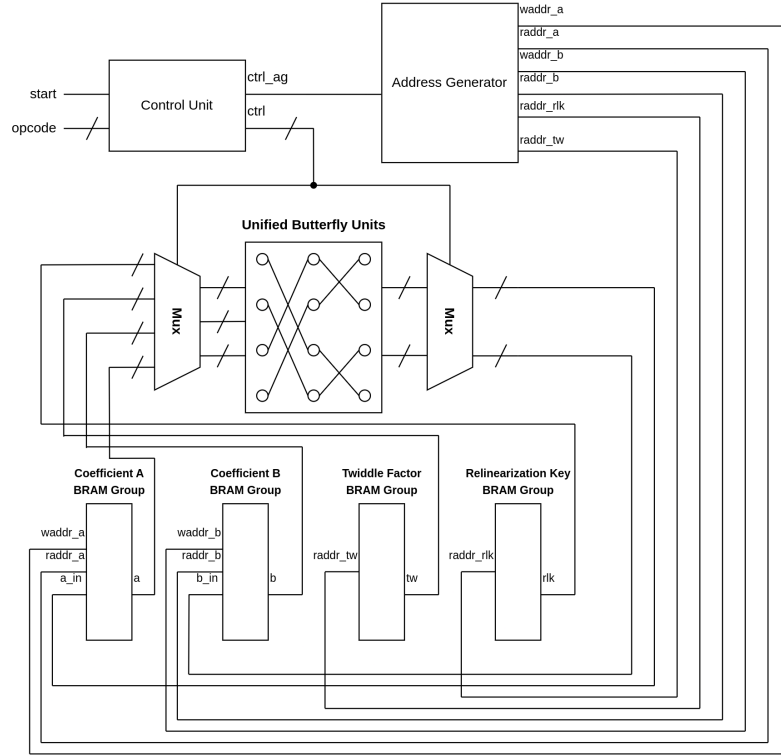 waddr_a
raddr_a
waddr_b
raddr_b
raddr_rlk
raddr_tw
Address Generator
ctrl_ag
ctrl
Control Unit
start
opcode
Unified Butterfly Units
Mux
Mux
Coefficient A
BRAM Group
Coefficient B
BRAM Group
Twiddle Factor
BRAM Group
Relinearization Key
BRAM Group
waddr_a
raddr_a
a_in
a
waddr_b
raddr_b
b_in
b
raddr_tw
tw
raddr_rlk
rlk